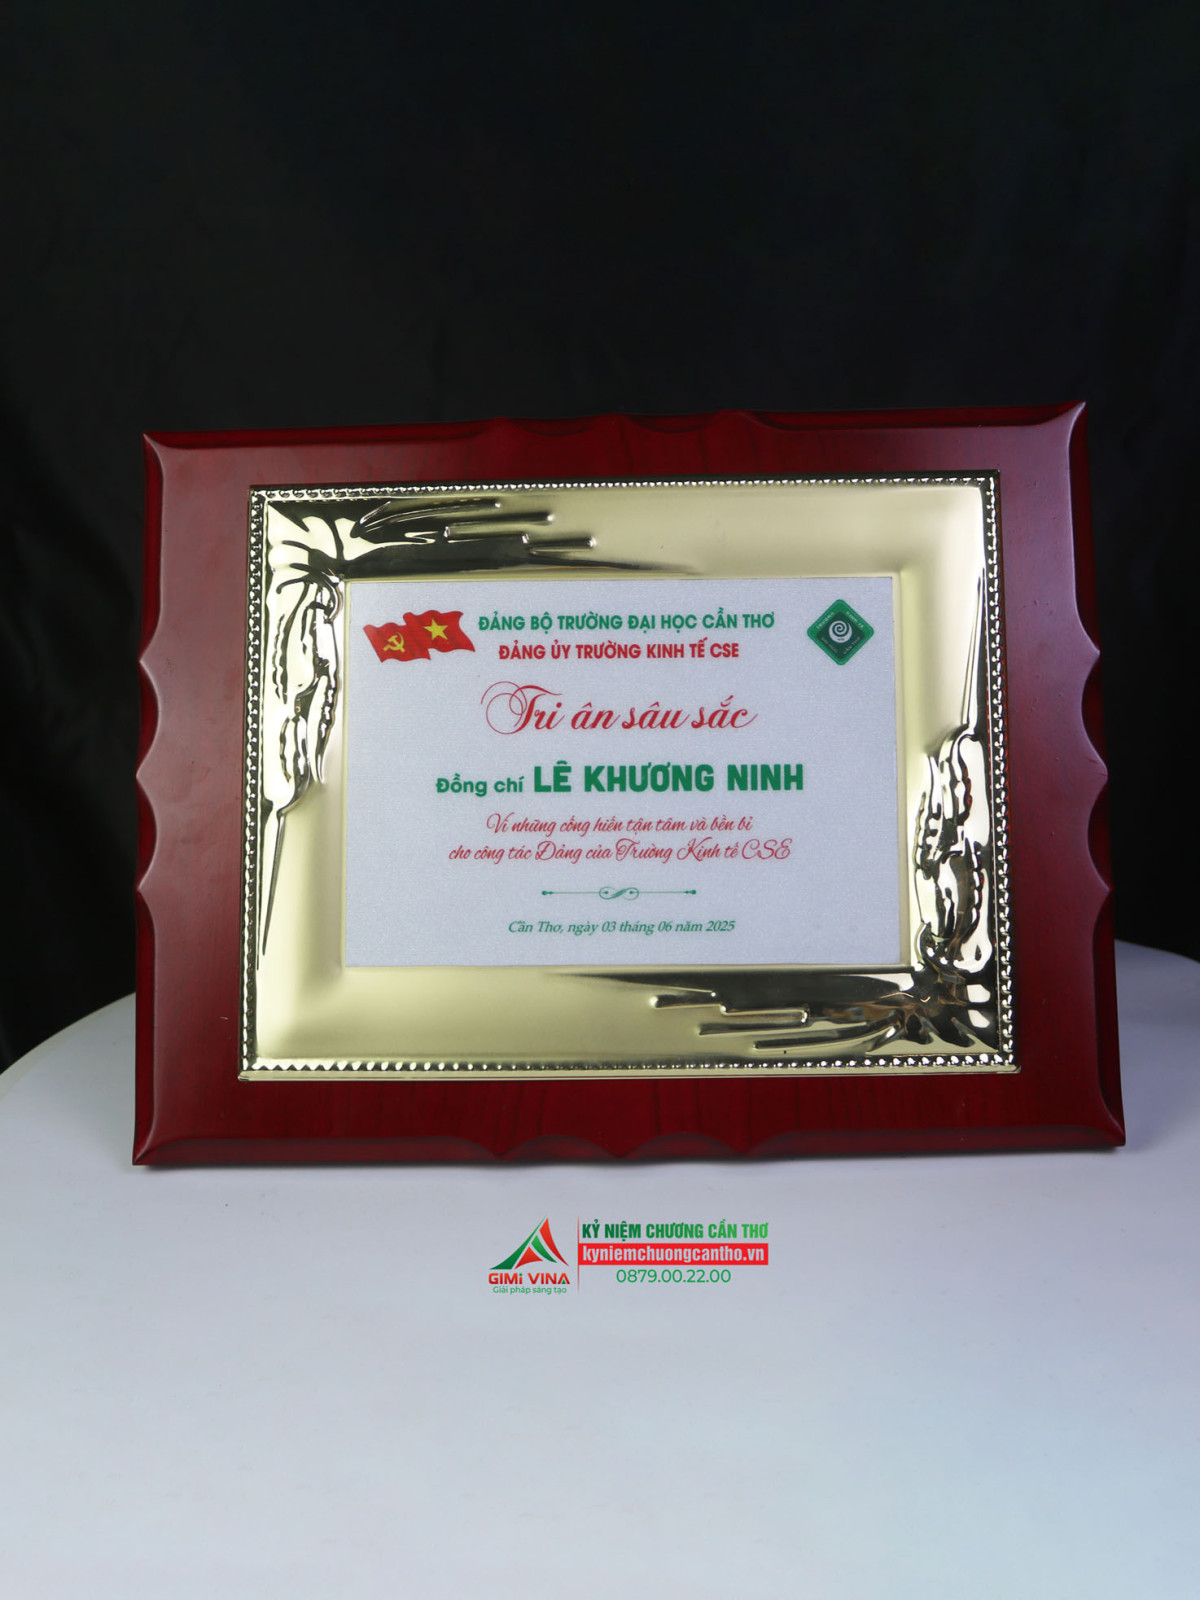 ĐẢNG BỘ TRƯỜNG ĐẠI HỌC CẦN THƠ
ĐẢNG ỦY TRƯỜNG KINH TẾ CSE
Tri ân sâu sắc
Đồng chí LÊ KHƯƠNG NINH
Vì những cống hiến tận tâm và bền bỉ
cho công tác Đảng của Trường Kinh tế CSE
Cần Thơ, ngày 03 tháng 06 năm 2025
KỶ NIỆM CHƯƠNG CẦN THƠ
kyniemchuongcantho.vn
0879.00.22.00
GIMI VINA
Giải pháp sáng tạo